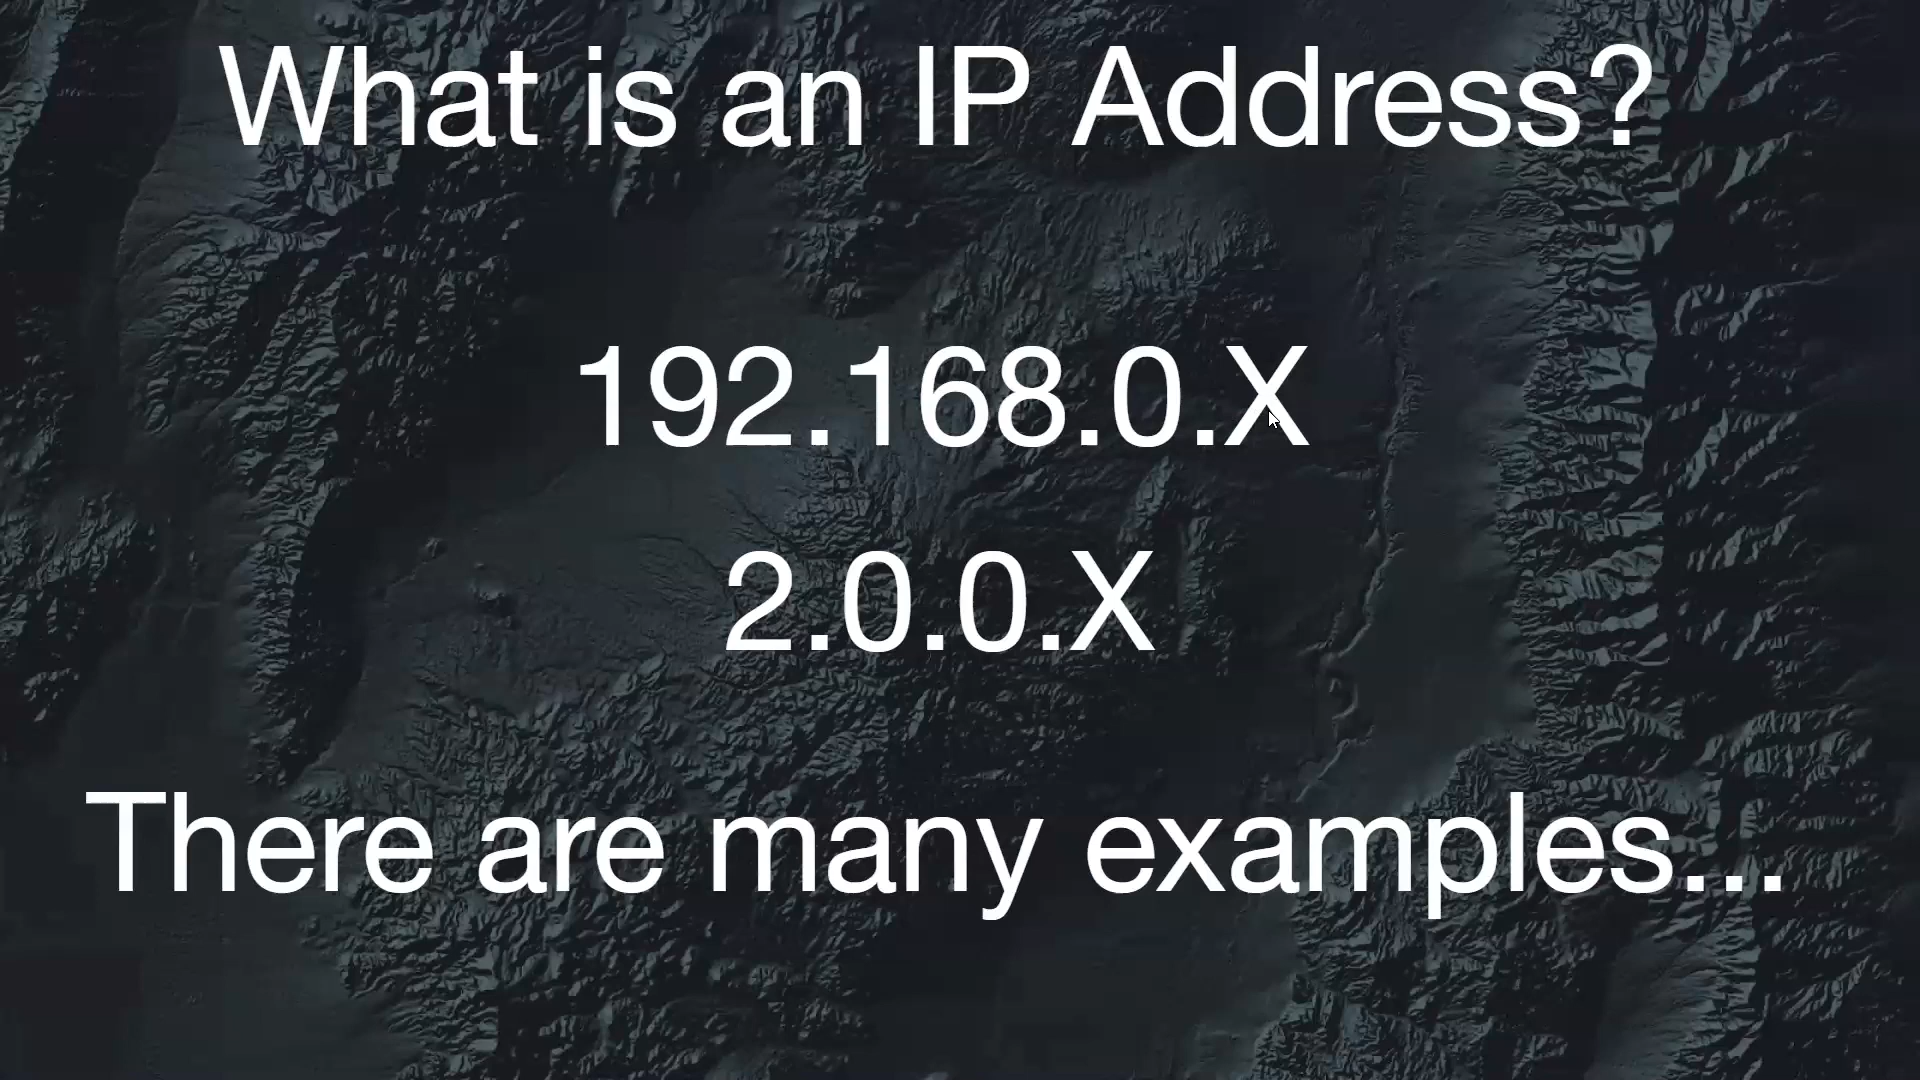 What is an IP Address?
192.168.0.X
2.0.0.X
There are many examples...